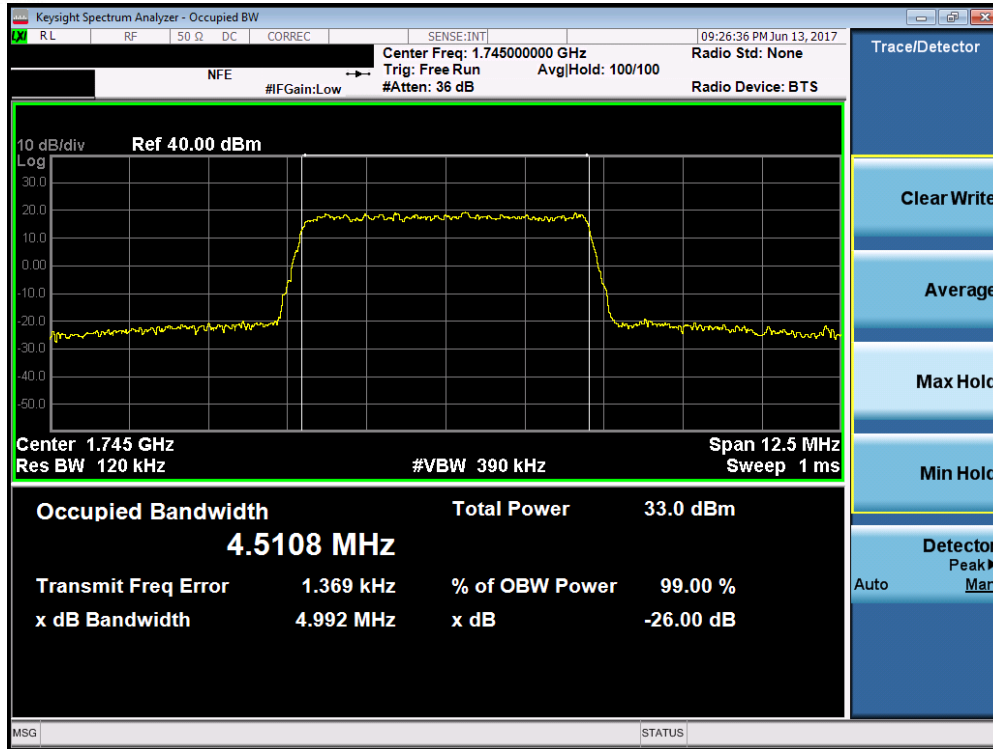 Keysight Spectrum Analyzer - Occupied BW
LXI RL RF 50 Ω DC CORREC SENSE:INT 09:26:36 PM Jun 13, 2017
Center Freq: 1.745000000 GHz Radio Std: None
NFE Trig: Free Run Avg|Hold: 100/100
#IFGain:Low #Atten: 36 dB Radio Device: BTS
Trace/Detector
10 dB/div Ref 40.00 dBm
Log
30.0
20.0
10.0
0.00
-10.0
-20.0
-30.0
-40.0
-50.0
Center 1.745 GHz Span 12.5 MHz
Res BW 120 kHz #VBW 390 kHz Sweep 1 ms
Occupied Bandwidth Total Power 33.0 dBm
4.5108 MHz
Transmit Freq Error 1.369 kHz % of OBW Power 99.00 %
x dB Bandwidth 4.992 MHz x dB -26.00 dB
Clear Write
Average
Max Hold
Min Hold
Detector
Peak
Auto Man
MSG STATUS